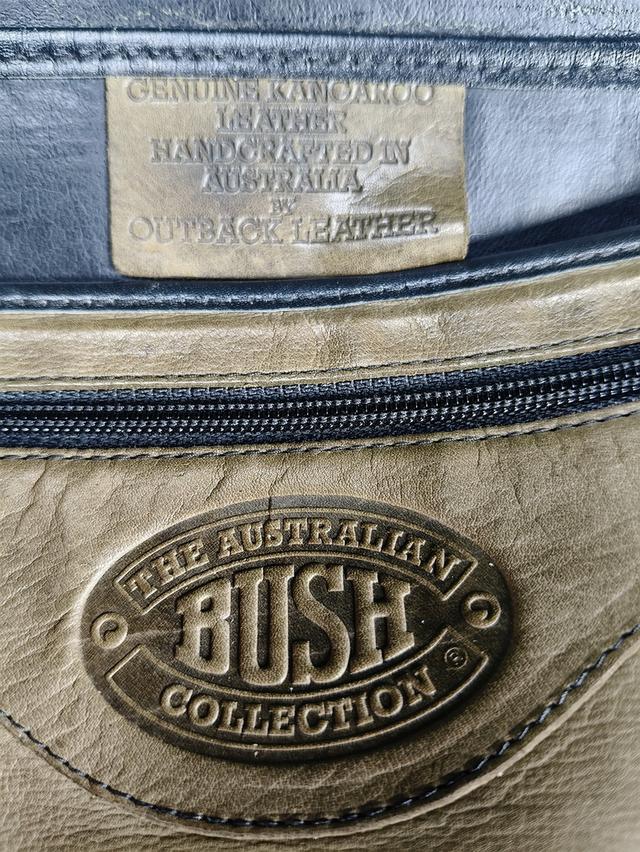 GENUINE KANGAROO
LEATHER
HANDCRAFTED IN
AUSTRALIA
BY
OUTBACK LEATHER
THE AUSTRALIAN
BUSH
COLLECTION ®